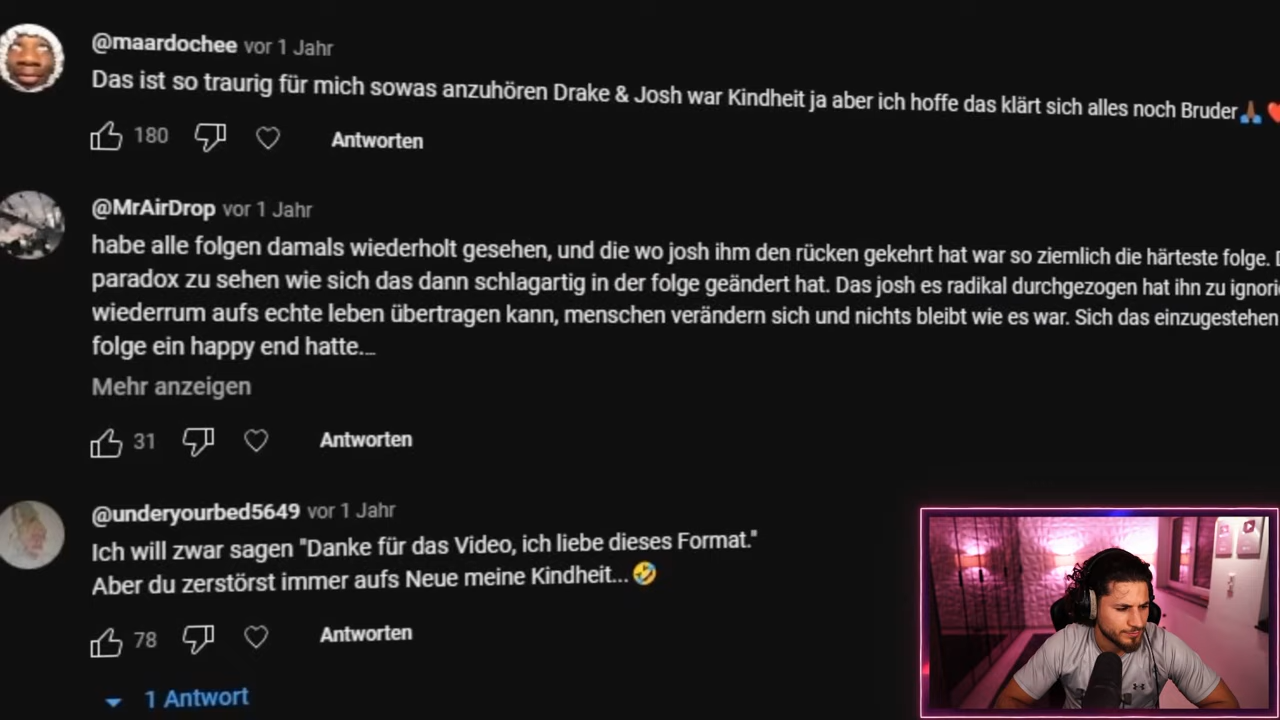 @maardochee vor 1 Jahr
Das ist so traurig für mich sowas anzuhören Drake & Josh war Kindheit ja aber ich hoffe das klärt sich alles noch Bruder🙏🏾❤️
180 Antworten
@MrAirDrop vor 1 Jahr
habe alle folgen damals wiederholt gesehen, und die wo josh ihm den rücken gekehrt hat war so ziemlich die härteste folge.
paradox zu sehen wie sich das dann schlagartig in der folge geändert hat. Das josh es radikal durchgezogen hat ihn zu
wiederrum aufs echte leben übertragen kann, menschen verändern sich und nichts bleibt wie es war. Sich das einzugestehen
folge ein happy end hatte...
Mehr anzeigen
31 Antworten
@underyourbed5649 vor 1 Jahr
Ich will zwar sagen "Danke für das Video, ich liebe dieses Format."
Aber du zerstörst immer aufs Neue meine Kindheit... 🤣
78 Antworten
1 Antwort